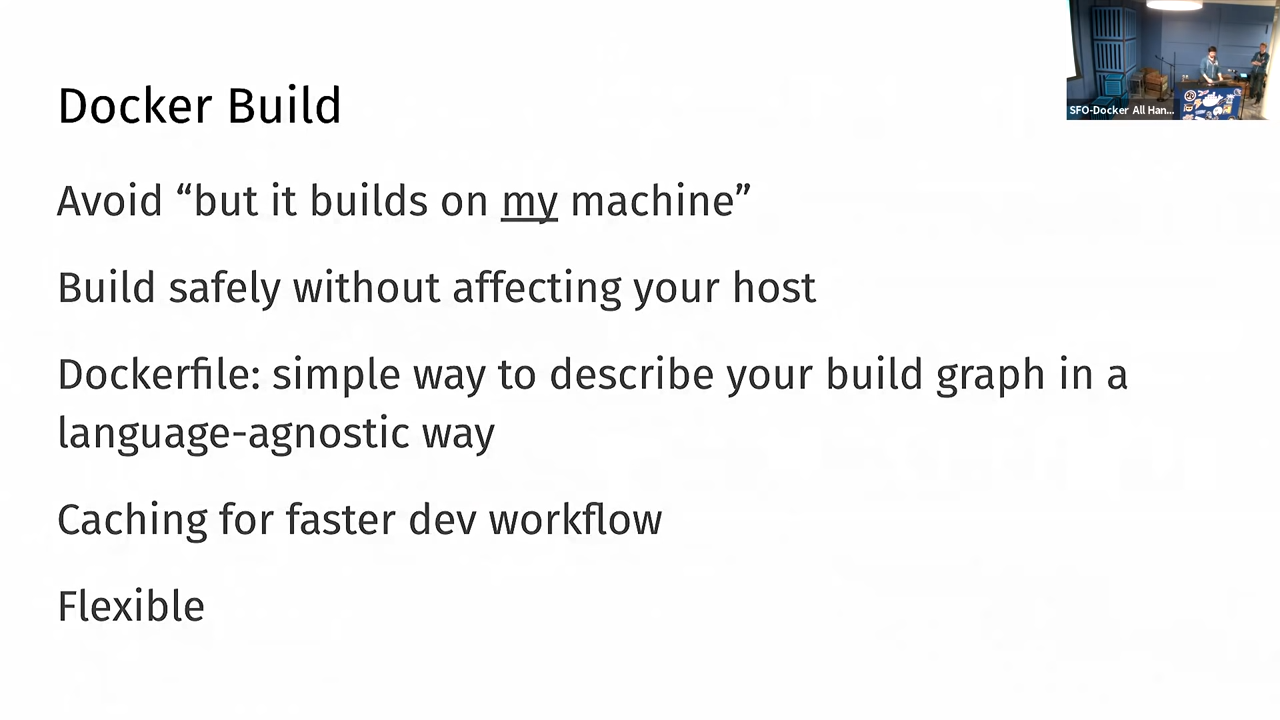 Docker Build
SFO-Docker All Han...
Avoid “but it builds on my machine”
Build safely without affecting your host
Dockerfile: simple way to describe your build graph in a
language-agnostic way
Caching for faster dev workflow
Flexible